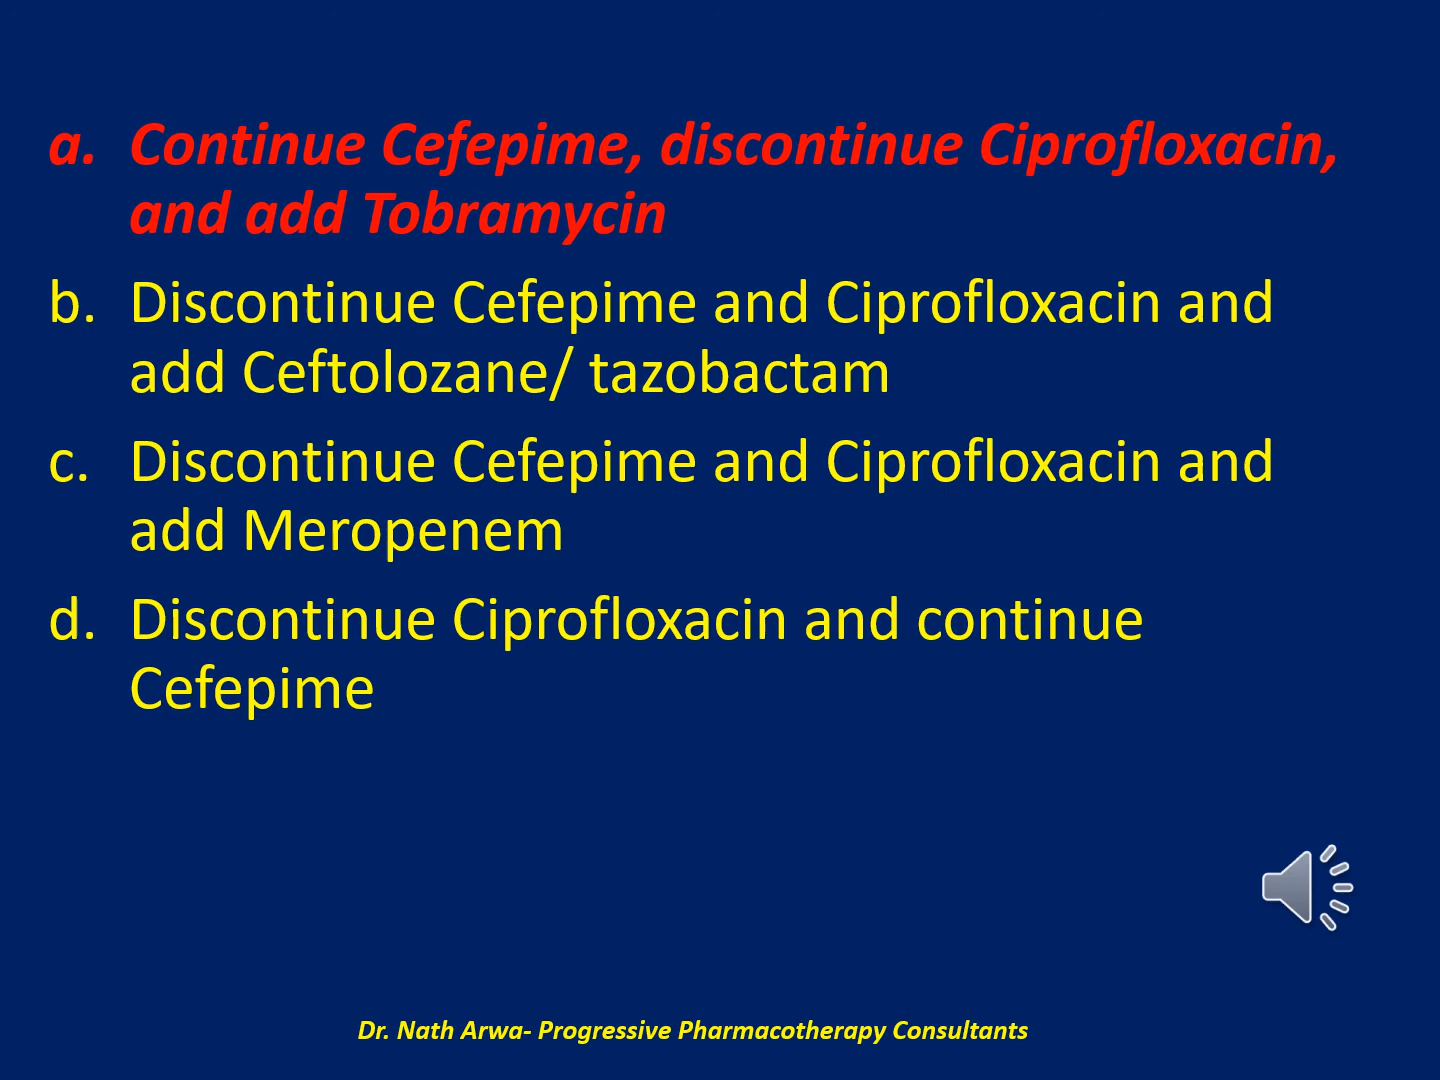 a. Continue Cefepime, discontinue Ciprofloxacin,
and add Tobramycin
b. Discontinue Cefepime and Ciprofloxacin and
add Ceftolozane/ tazobactam
c. Discontinue Cefepime and Ciprofloxacin and
add Meropenem
d. Discontinue Ciprofloxacin and continue
Cefepime
Dr. Nath Arwa- Progressive Pharmacotherapy Consultants